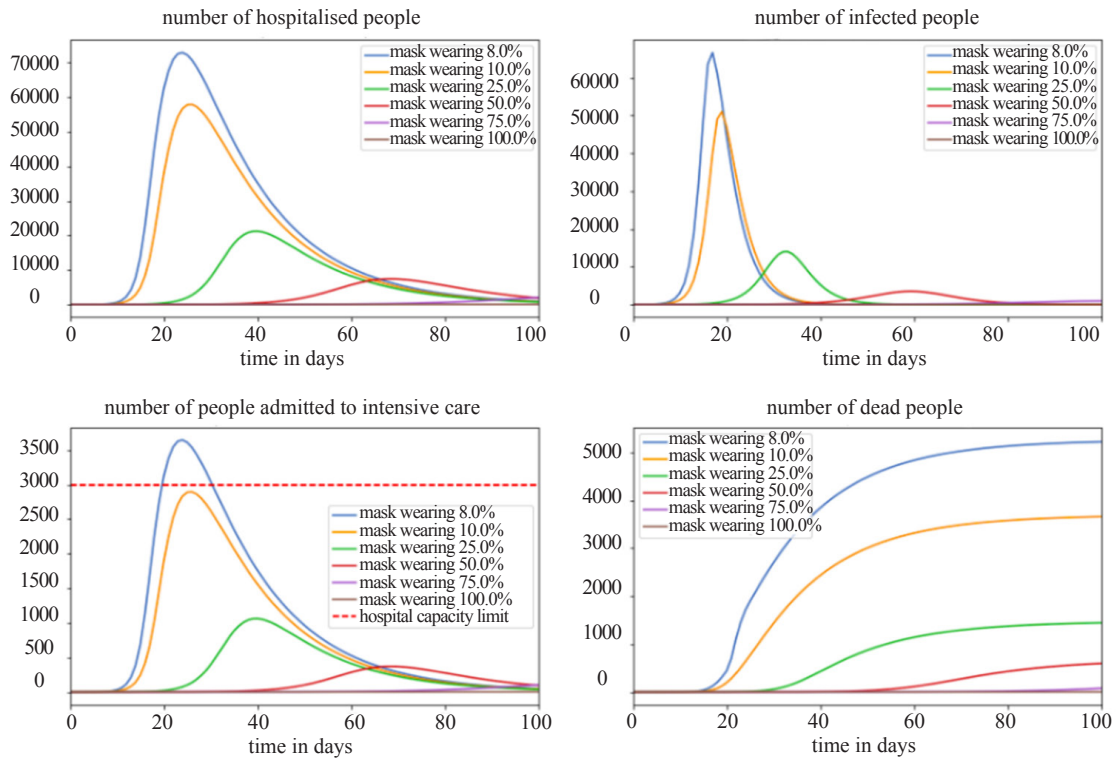 number of hospitalised people
70000
60000
50000
40000
30000
20000
10000
0
mask wearing 8.0%
mask wearing 10.0%
mask wearing 25.0%
mask wearing 50.0%
mask wearing 75.0%
mask wearing 100.0%
0 20 40 60 80 100
time in days
number of infected people
60000
50000
40000
30000
20000
10000
0
mask wearing 8.0%
mask wearing 10.0%
mask wearing 25.0%
mask wearing 50.0%
mask wearing 75.0%
mask wearing 100.0%
0 20 40 60 80 100
time in days
number of people admitted to intensive care
3500
3000
2500
2000
1500
1000
500
0
mask wearing 8.0%
mask wearing 10.0%
mask wearing 25.0%
mask wearing 50.0%
mask wearing 75.0%
mask wearing 100.0%
hospital capacity limit
0 20 40 60 80 100
time in days
number of dead people
5000
4000
3000
2000
1000
0
mask wearing 8.0%
mask wearing 10.0%
mask wearing 25.0%
mask wearing 50.0%
mask wearing 75.0%
mask wearing 100.0%
0 20 40 60 80 100
time in days